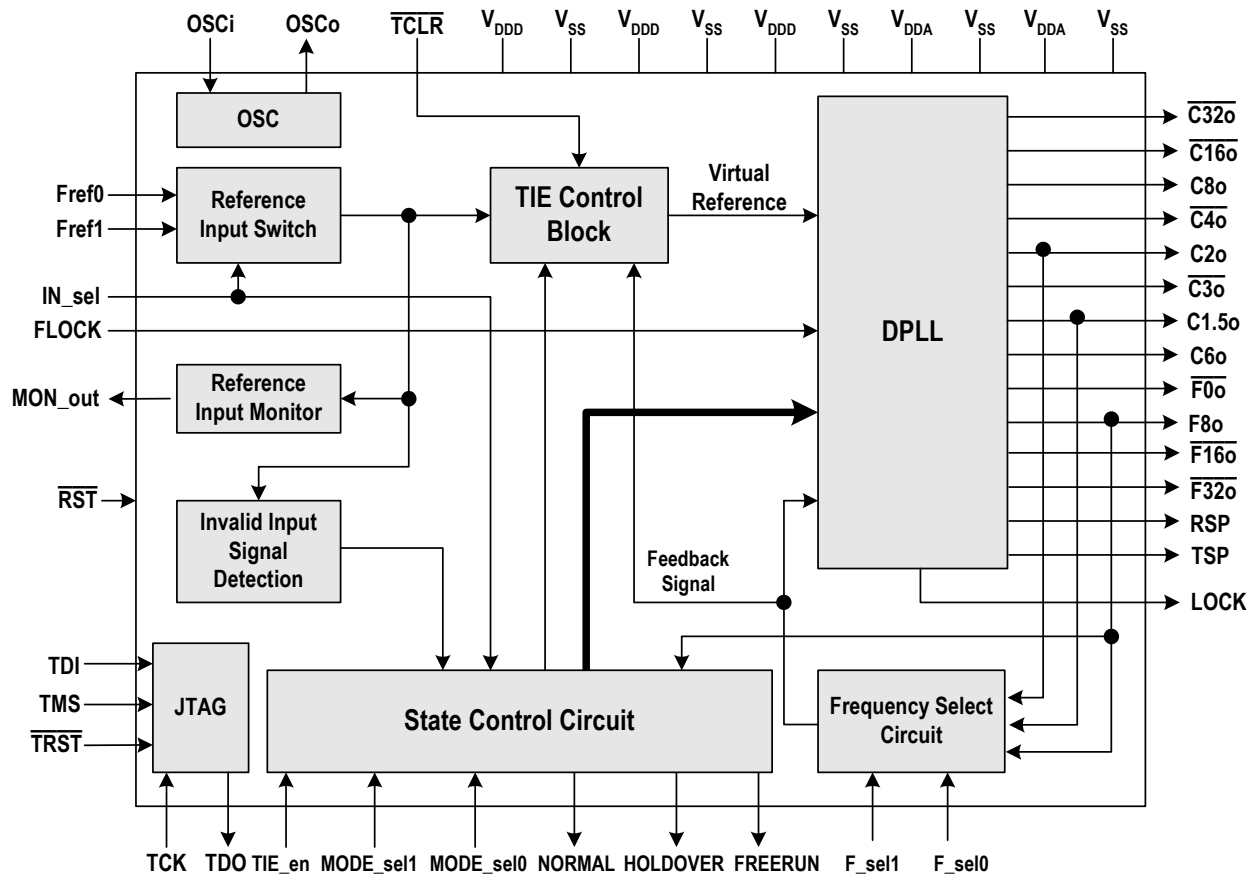 OSCi
OSCo
TCLR
VDDD
VSS
VDDD
VSS
VDDD
VSS
VDDA
VSS
VDDA
VSS
OSC
Fref0
Fref1
Reference
Input Switch
TIE Control
Block
Virtual
Reference
DPLL
IN_sel
FLOCK
MON_out
Reference
Input Monitor
RST
Invalid Input
Signal
Detection
Feedback
Signal
C32o
C16o
C8o
C4o
C2o
C3o
C1.5o
C6o
F0o
F8o
F16o
F32o
RSP
TSP
LOCK
TDI
TMS
TRST
JTAG
State Control Circuit
Frequency Select
Circuit
TCK
TDO
TIE_en
MODE_sel1
MODE_sel0
NORMAL
HOLDOVER
FREERUN
F_sel1
F_sel0